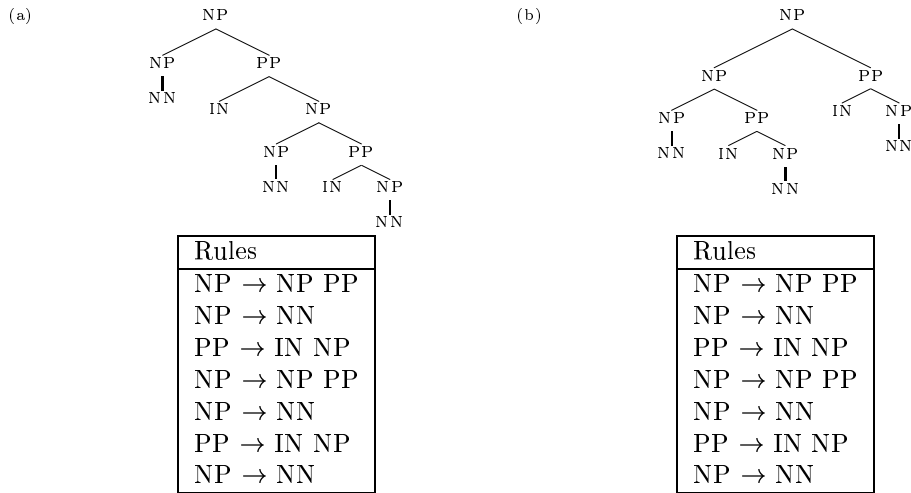 (a)
NP
NP PP
NN IN NP
NP PP
NN IN NP
NN
Rules
NP → NP PP
NP → NN
PP → IN NP
NP → NP PP
NP → NN
PP → IN NP
NP → NN
(b)
NP
NP PP
NP PP IN NP
NN IN NP NN
NN
Rules
NP → NP PP
NP → NN
PP → IN NP
NP → NP PP
NP → NN
PP → IN NP
NP → NN